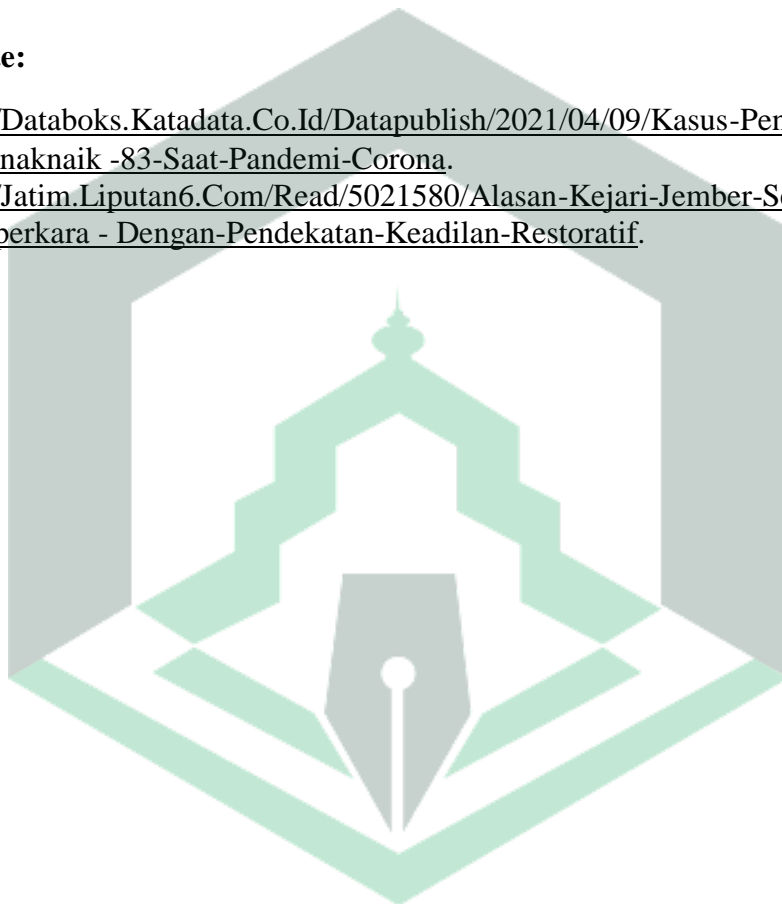 e:
/Databoks.Katadata.Co.Id/Datapublish/2021/04/09/Kasus-Pen
naknaik -83-Saat-Pandemi-Corona.
/Jatim.Liputan6.Com/Read/5021580/Alasan-Kejari-Jember-Se
perkara - Dengan-Pendekatan-Keadilan-Restoratif.